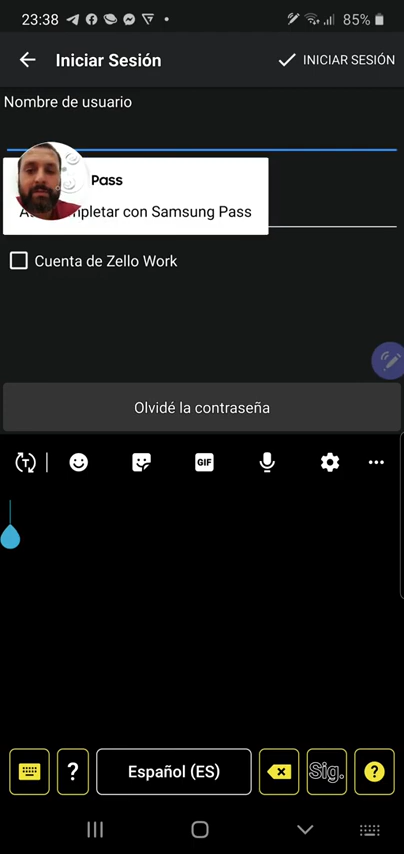 23:38
85%
Iniciar Sesión
INICIAR SESIÓN
Nombre de usuario
Pass
completar con Samsung Pass
Cuenta de Zello Work
Olvidé la contraseña
T
GIF
?
Español (ES)
Sig.
?